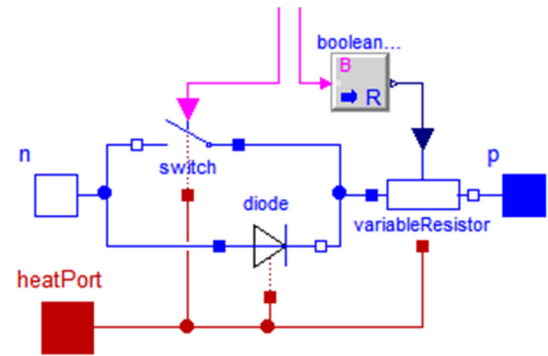 boolean...
B
R
n
switch
p
diode
variableResistor
heatPort